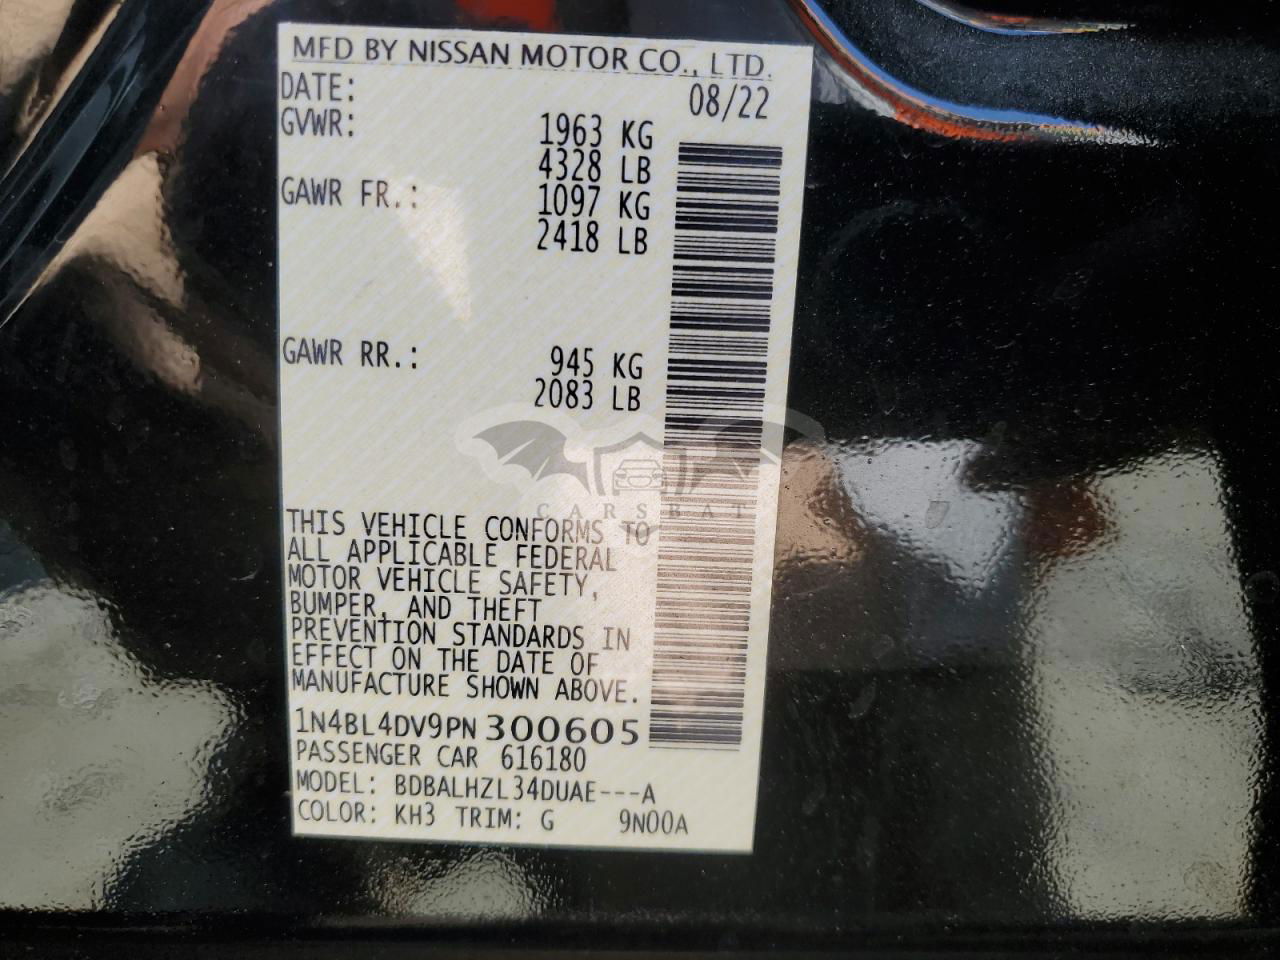 MFD BY NISSAN MOTOR CO., LTD.
DATE: 08/22
GVWR: 1963 KG
4328 LB
GAWR FR.: 1097 KG
2418 LB
GAWR RR.: 945 KG
2083 LB
CARSBAT
THIS VEHICLE CONFORMS TO
ALL APPLICABLE FEDERAL
MOTOR VEHICLE SAFETY,
BUMPER, AND THEFT
PREVENTION STANDARDS IN
EFFECT ON THE DATE OF
MANUFACTURE SHOWN ABOVE.
1N4BL4DV9PN 300605
PASSENGER CAR 616180
MODEL: BDBALHZL34DUAE---A
COLOR: KH3 TRIM: G 9N00A